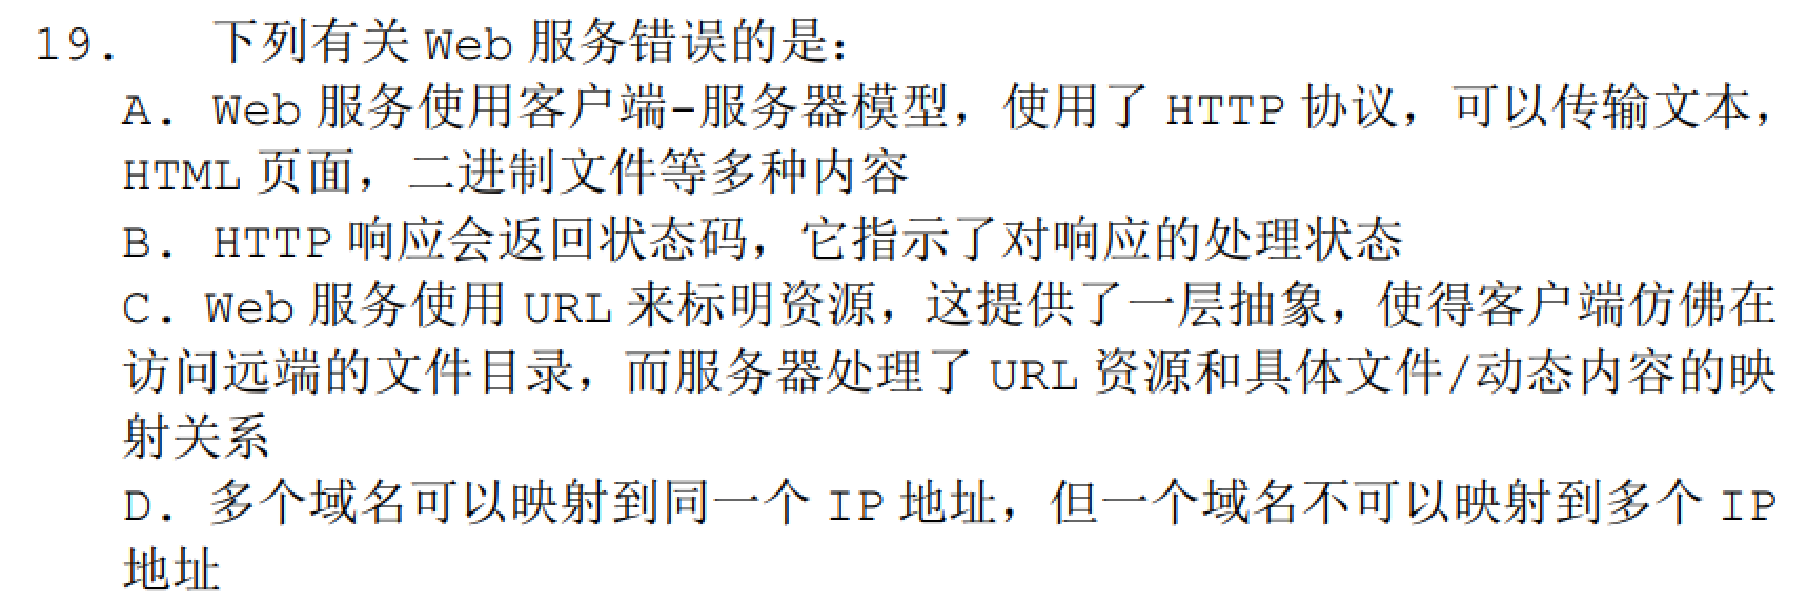 19. 下列有关 Web 服务错误的是：
A. Web 服务使用客户端-服务器模型，使用了 HTTP 协议，可以传输文本，
HTML 页面，二进制文件等多种内容
B. HTTP 响应会返回状态码，它指示了对响应的处理状态
C. Web 服务使用 URL 来标明资源，这提供了一层抽象，使得客户端仿佛在
访问远端的文件目录，而服务器处理了 URL 资源和具体文件/动态内容的映
射关系
D. 多个域名可以映射到同一个 IP 地址，但一个域名不可以映射到多个 IP
地址